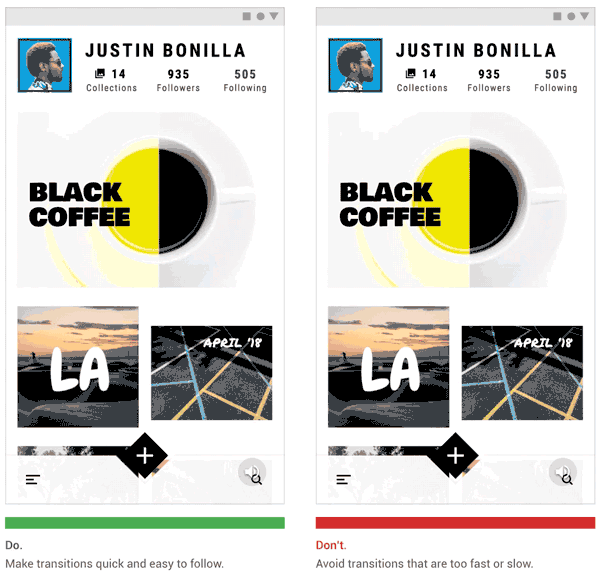 JUSTIN BONILLA
14 935 505
Collections Followers Following
BLACK
COFFEE
LA
APRIL '18
Do.
Make transitions quick and easy to follow.
JUSTIN BONILLA
14 935 505
Collections Followers Following
BLACK
COFFEE
LA
APRIL '18
Don't.
Avoid transitions that are too fast or slow.